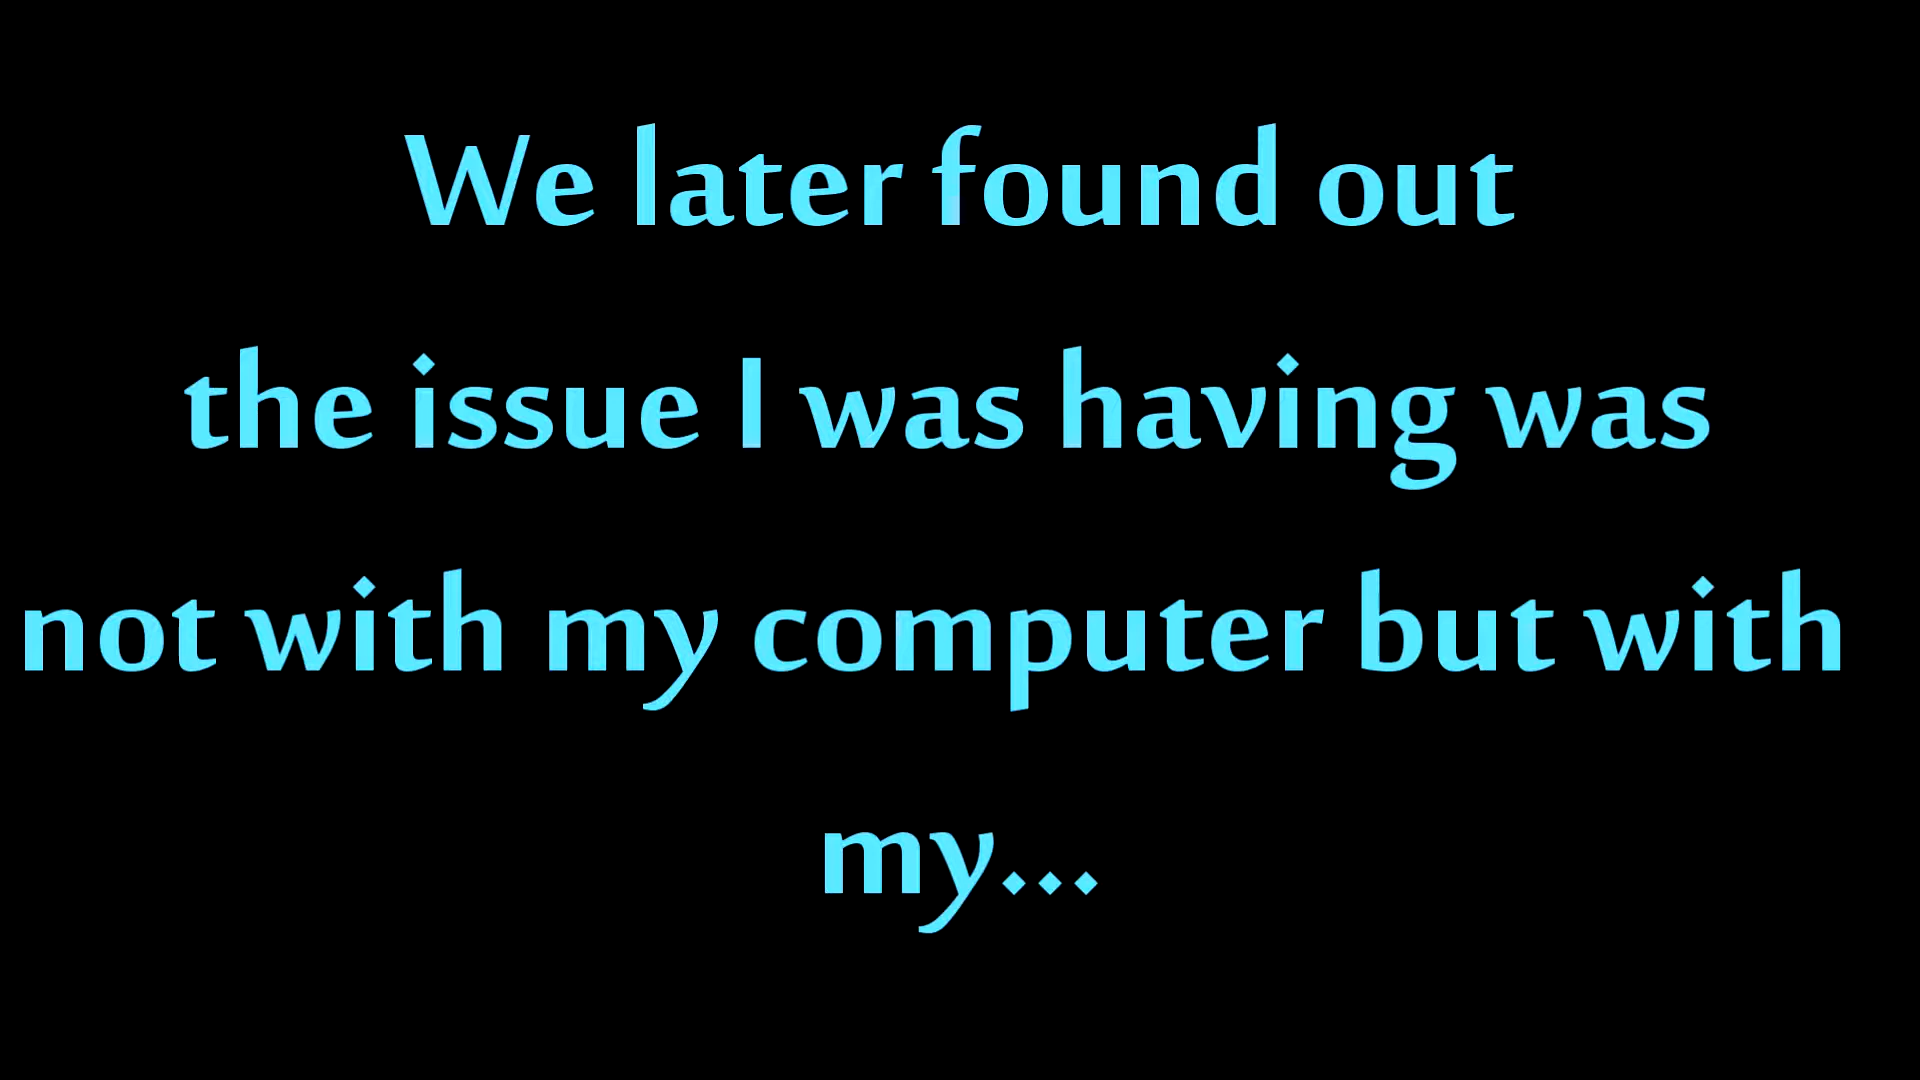 We later found out
the issue I was having was
not with my computer but with
my...